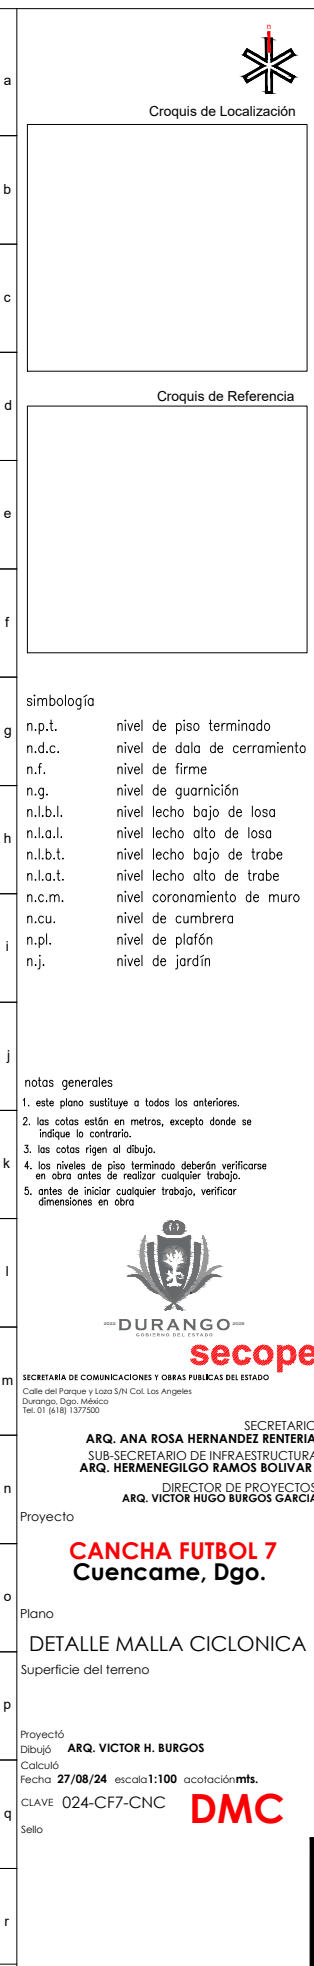 n
a
Croquis de Localización
b
c
d
Croquis de Referencia
e
f
simbología
g
n.p.t. nivel de piso terminado
n.d.c. nivel de dala de cerramiento
n.f. nivel de firme
n.g. nivel de guarnición
n.l.b.l. nivel lecho bajo de losa
h
n.l.a.l. nivel lecho alto de losa
n.l.b.t. nivel lecho bajo de trabe
n.l.a.t. nivel lecho alto de trabe
n.c.m. nivel coronamiento de muro
n.cu. nivel de cumbrera
i
n.pl. nivel de plafón
n.j. nivel de jardín
j
notas generales
1. este plano sustituye a todos los anteriores.
2. las cotas están en metros, excepto donde se
indique lo contrario.
3. las cotas rigen al dibujo.
k
4. los niveles de piso terminado deberán verificarse
en obra antes de realizar cualquier trabajo.
5. antes de iniciar cualquier trabajo, verificar
dimensiones en obra
l
DURANGO
GOBIERNO DEL ESTADO
secope
m
SECRETARÍA DE COMUNICACIONES Y OBRAS PUBLICAS DEL ESTADO
Calle del Parque y Loza S/N Col. Los Angeles
Durango, Dgo. México
Tel. 01 (618) 1377500
SECRETARIO
ARQ. ANA ROSA HERNANDEZ RENTERIA
SUB-SECRETARIO DE INFRAESTRUCTURA
ARQ. HERMENEGILGO RAMOS BOLIVAR
n
DIRECTOR DE PROYECTOS
ARQ. VICTOR HUGO BURGOS GARCIA
Proyecto
CANCHA FUTBOL 7
Cuencame, Dgo.
o
Plano
DETALLE MALLA CICLONICA
Superficie del terreno
p
Proyectó
Dibujó ARQ. VICTOR H. BURGOS
Calculó
Fecha 27/08/24 escala1:100 acotaciónmts.
CLAVE 024-CF7-CNC DMC
q
Sello
r